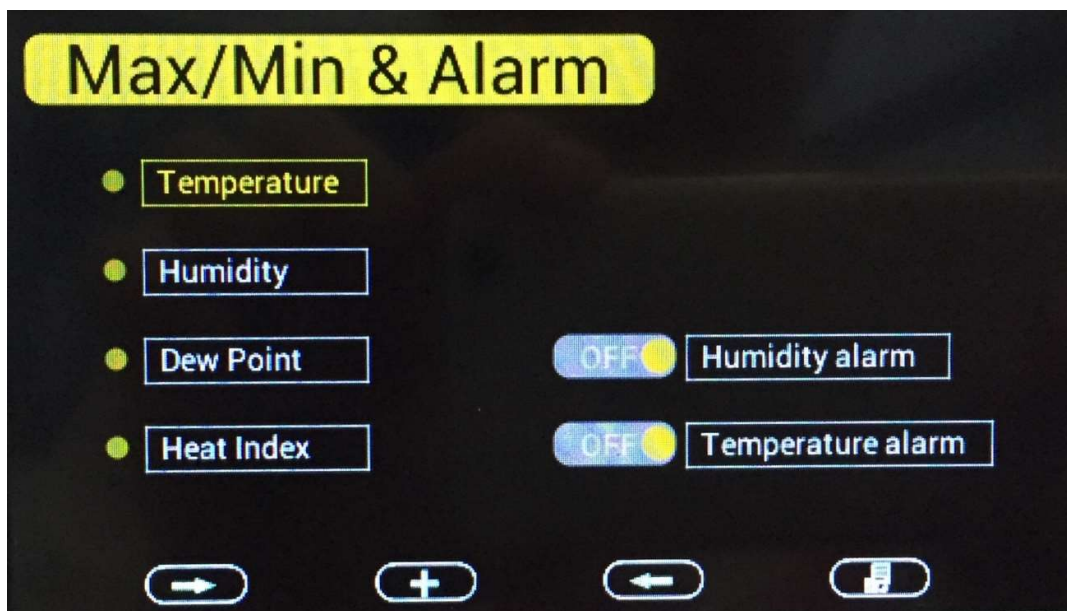 Max/Min & Alarm
Temperature
Humidity
Dew Point
OFF Humidity alarm
Heat Index
OFF Temperature alarm